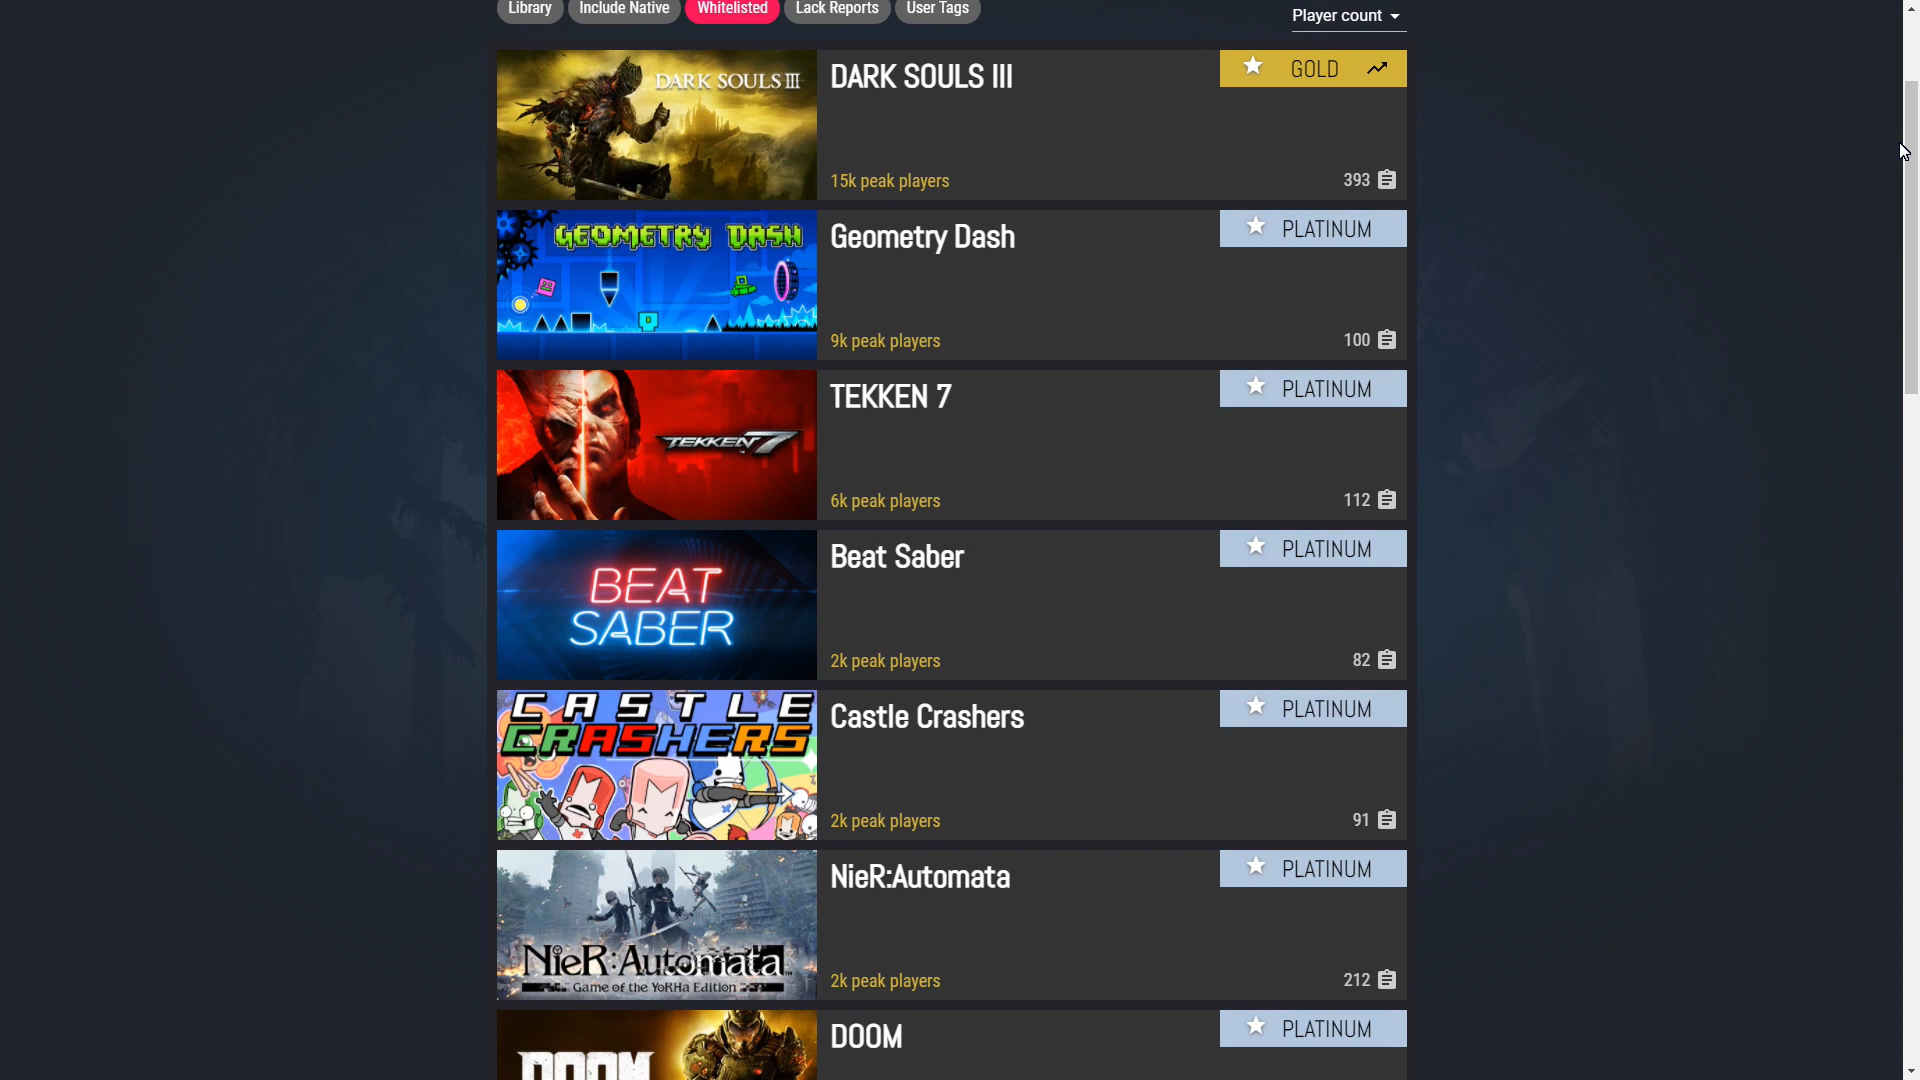 Library Include Native Whitelisted Lack Reports User Tags
Player count
DARK SOULS III
DARK SOULS III
GOLD
15k peak players
393
GEOMETRY DASH
Geometry Dash
PLATINUM
9k peak players
100
TEKKEN 7
TEKKEN 7
PLATINUM
6k peak players
112
BEAT
SABER
Beat Saber
PLATINUM
2k peak players
82
CASTLE
CRASHERS
Castle Crashers
PLATINUM
2k peak players
91
NieR:Automata
Game of the YoRHa Edition
NieR:Automata
PLATINUM
2k peak players
212
DOOM
DOOM
PLATINUM